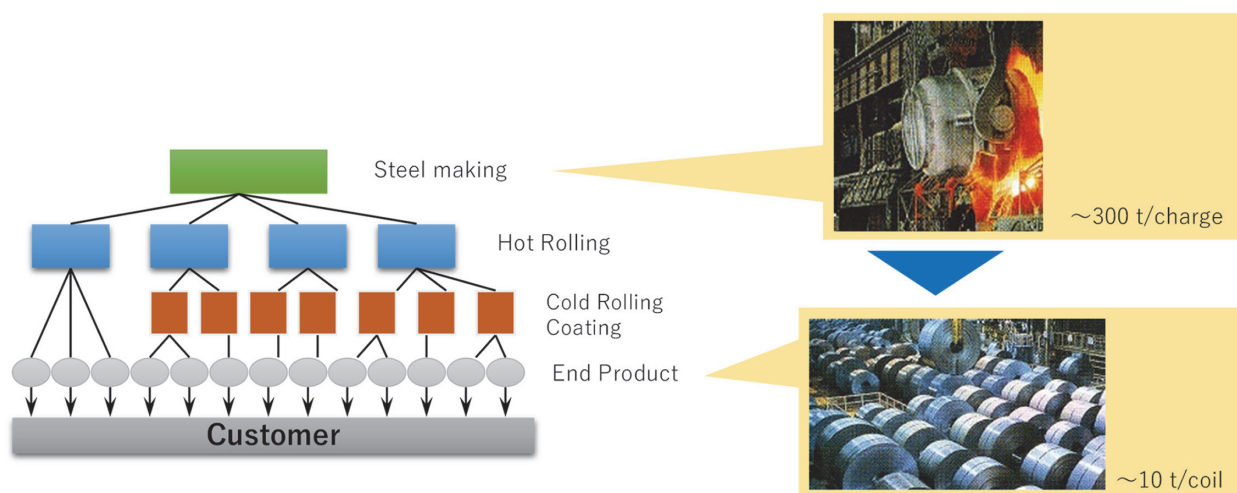 Steel making
~300 t/charge
Hot Rolling
Cold Rolling
Coating
End Product
Customer
~10 t/coil